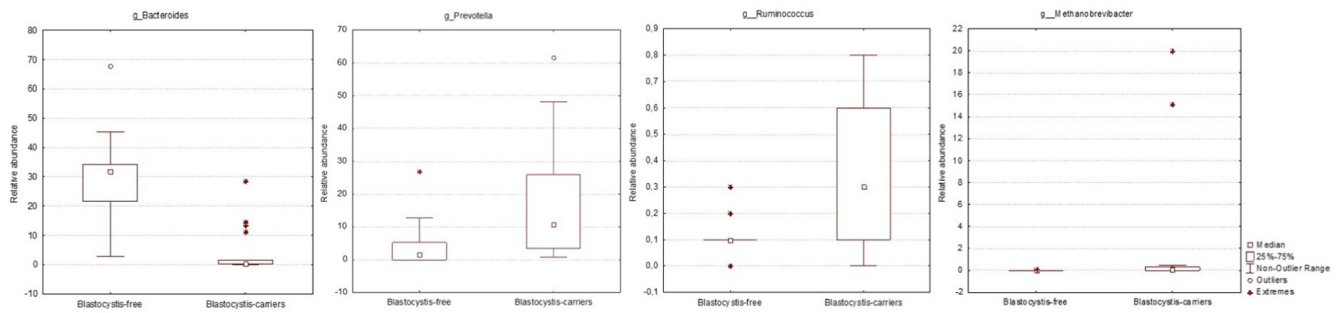 g_Bacteroides
Relative abundance
80
70
60
50
40
30
20
10
0
-10
Blastocystis-free
Blastocystis-carriers
g_Prevotella
Relative abundance
70
60
50
40
30
20
10
0
-10
Blastocystis-free
Blastocystis-carriers
g__Ruminococcus
Relative abundance
0,9
0,8
0,7
0,6
0,5
0,4
0,3
0,2
0,1
0,0
-0,1
Blastocystis-free
Blastocystis-carriers
g__Methanobrevibacter
Relative abundance
22
20
18
16
14
12
10
8
6
4
2
0
-2
Blastocystis-free
Blastocystis-carriers
Median
25%-75%
Non-Outlier Range
Outliers
Extremes